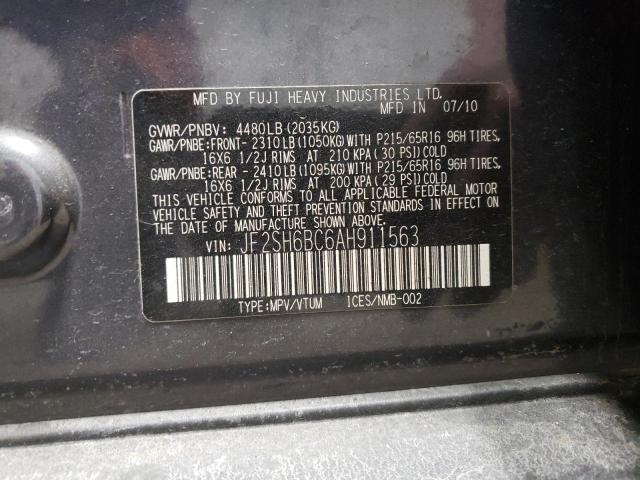 MFD BY FUJI HEAVY INDUSTRIES LTD.
MFD IN 07/10
GVWR/PNBV: 4480LB(2035KG)
GAWR/PNBE:FRONT- 2310LB(1050KG)WITH P215/65R16 96H TIRES,
16X6 1/2J RIMS AT 210 KPA(30 PSI)COLD
GAWR/PNBE:REAR - 2410LB(1095KG)WITH P215/65R16 96H TIRES,
16X6 1/2J RIMS AT 200 KPA(29 PSI)COLD
THIS VEHICLE CONFORMS TO ALL APPLICABLE FEDERAL MOTOR
VEHICLE SAFETY AND THEFT PREVENTION STANDARDS IN EFFECT ON
THE DATE OF MANUFACTURE SHOWN ABOVE.
VIN: JF2SH6BC6AH911563
TYPE:MPV/VTUM ICES/NMB-002